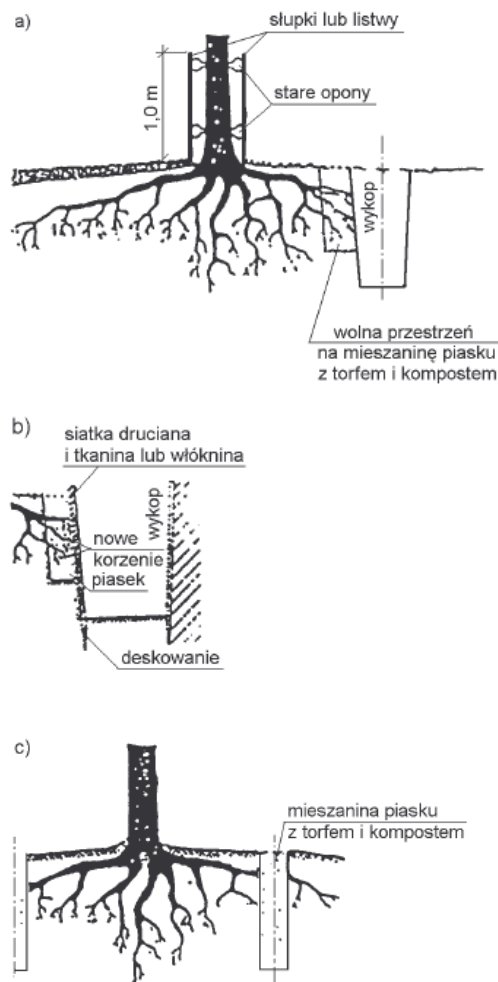 a)
słupki lub listwy
stare opony
1,0 m
wykop
wolna przestrzeń
na mieszaninę piasku
z torfem i kompostem
b)
siatka druciana
i tkanina lub włóknina
wykop
nowe
korzenie
piasek
deskowanie
c)
mieszanina piasku
z torfem i kompostem